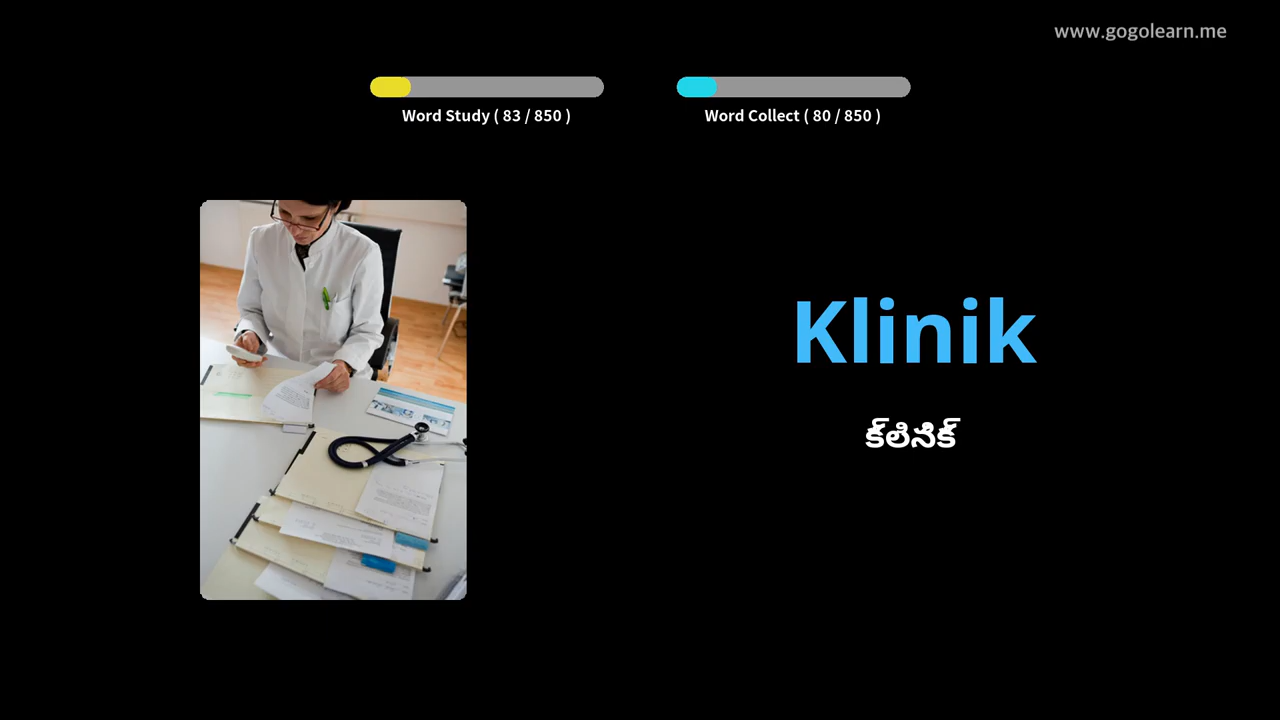 www.gogolearn.me
Word Study ( 83 / 850 )
Word Collect ( 80 / 850 )
Klinik
క్‌లినిక్